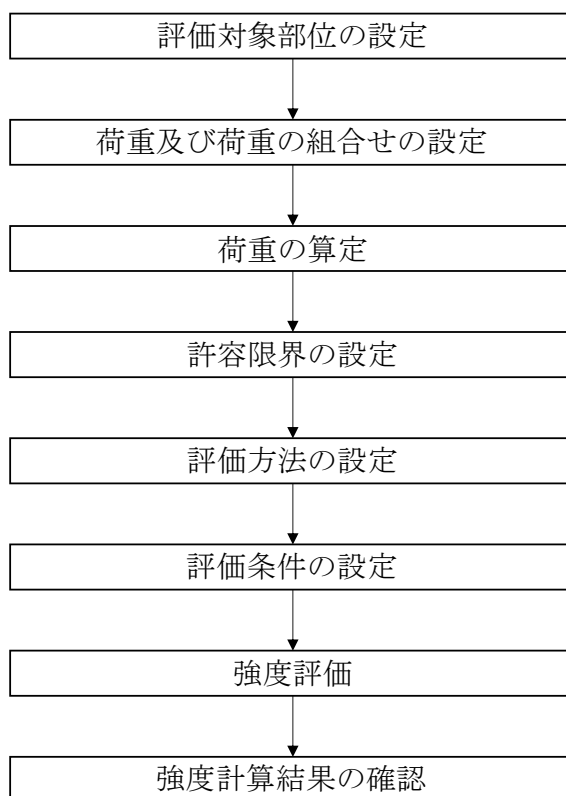 評価対象部位の設定
荷重及び荷重の組合せの設定
荷重の算定
許容限界の設定
評価方法の設定
評価条件の設定
強度評価
強度計算結果の確認